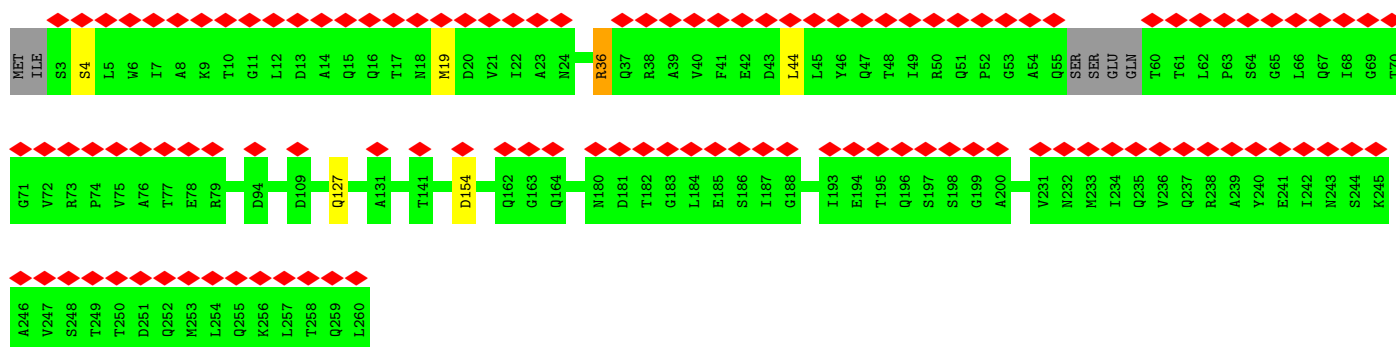 MET ILE S3 S4 L5 W6 I7 A8 K9 T10 G11 L12 D13 A14 Q15 Q16 T17 N18 M19 D20 V21 I22 A23 N24 R36 Q37 R38 A39 V40 F41 E42 D43 L44 L45 Y46 Q47 T48 I49 R50 Q51 P52 G53 A54 Q55 SER SER GLU GLN T60 T61 L62 P63 S64 G65 L66 Q67 I68 G69 T70
G71 V72 R73 P74 V75 A76 T77 E78 R79 D94 D109 Q127 A131 T141 D154 Q162 G163 Q164 N180 D181 T182 G183 L184 E185 S186 I187 G188 I193 E194 T195 Q196 S197 S198 G199 A200 V231 N232 M233 I234 Q235 V236 Q237 R238 A239 Y240 E241 I242 N243 S244 K245
A246 V247 S248 T249 T250 D251 Q252 M253 L254 Q255 K256 L257 T258 Q259 L260